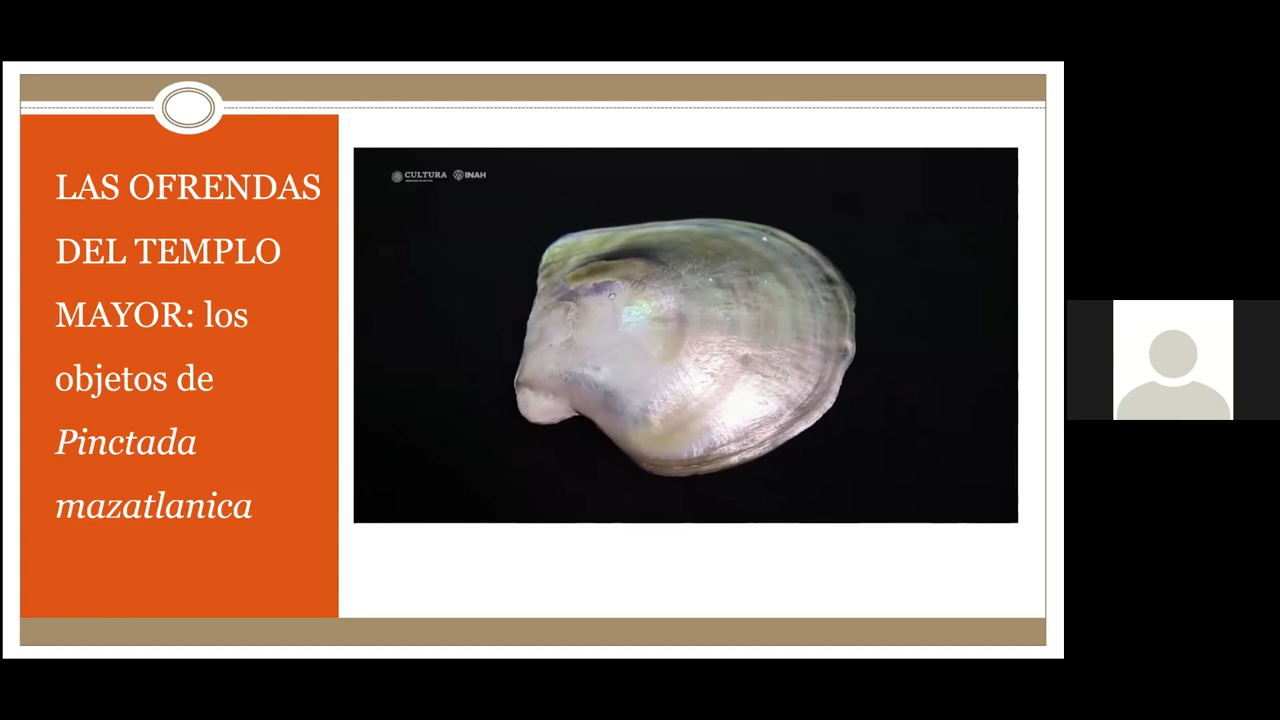 LAS OFRENDAS
DEL TEMPLO
MAYOR: los
objetos de
Pinctada
mazatlanica
CULTURA
INAH